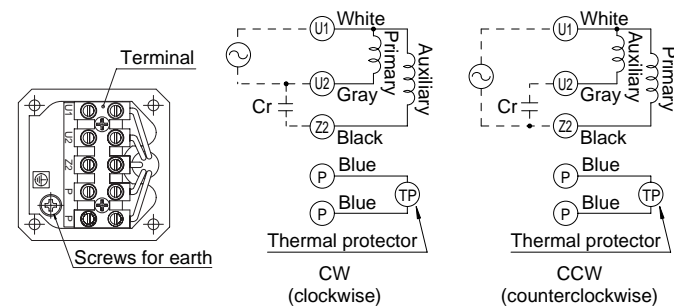 Terminal
U1
U2
Z2
P
P
Screws for earth
U1
White
Primary
Auxiliary
U2
Gray
Cr
Z2
Black
P
Blue
TP
P
Blue
Thermal protector
CW
(clockwise)
U1
White
Auxiliary
Primary
U2
Gray
Cr
Z2
Black
P
Blue
TP
P
Blue
Thermal protector
CCW
(counterclockwise)